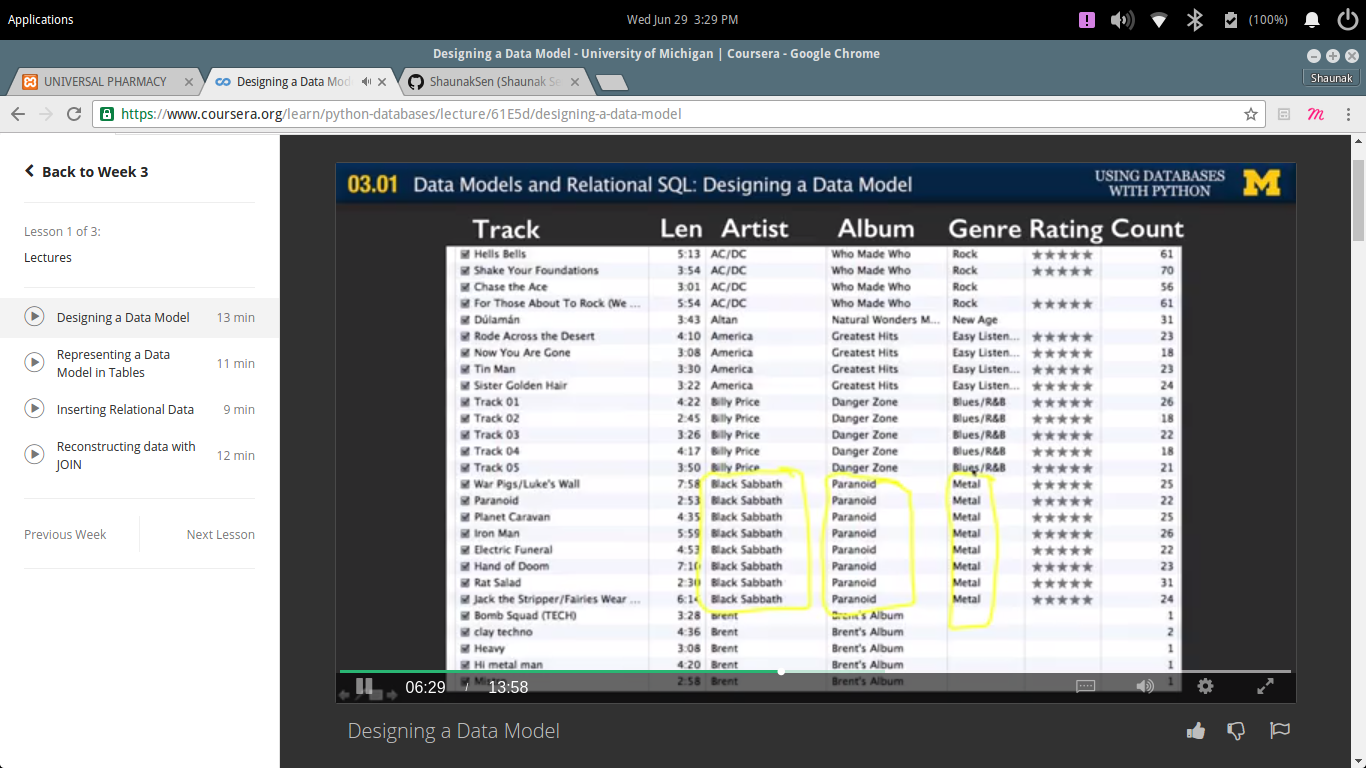 Applications
Wed Jun 29 3:29 PM
(100%)
Designing a Data Model - University of Michigan | Coursera - Google Chrome
Shaunak
UNIVERSAL PHARMACY
Designing a Data Mod
ShaunakSen (Shaunak Se
https://www.coursera.org/learn/python-databases/lecture/61E5d/designing-a-data-model
Back to Week 3
Lesson 1 of 3:
Lectures
Designing a Data Model 13 min
Representing a Data
Model in Tables 11 min
Inserting Relational Data 9 min
Reconstructing data with
JOIN 12 min
Previous Week Next Lesson
03.01 Data Models and Relational SQL: Designing a Data Model
USING DATABASES
WITH PYTHON
M
Track Len Artist Album Genre Rating Count
Hells Bells 5:13 AC/DC Who Made Who Rock ★★★★★ 61
Shake Your Foundations 3:54 AC/DC Who Made Who Rock ★★★★★ 70
Chase the Ace 3:01 AC/DC Who Made Who Rock 56
For Those About To Rock (We ... 5:54 AC/DC Who Made Who Rock ★★★★★ 61
Dúlamán 3:43 Altan Natural Wonders M... New Age 31
Rode Across the Desert 4:10 America Greatest Hits Easy Listen... ★★★★★ 23
Now You Are Gone 3:08 America Greatest Hits Easy Listen... ★★★★★ 18
Tin Man 3:30 America Greatest Hits Easy Listen... ★★★★★ 23
Sister Golden Hair 3:22 America Greatest Hits Easy Listen... ★★★★★ 24
Track 01 4:22 Billy Price Danger Zone Blues/R&B ★★★★★ 26
Track 02 2:45 Billy Price Danger Zone Blues/R&B ★★★★★ 18
Track 03 3:26 Billy Price Danger Zone Blues/R&B ★★★★★ 22
Track 04 4:17 Billy Price Danger Zone Blues/R&B ★★★★★ 18
Track 05 3:50 Billy Price Danger Zone Blues/R&B ★★★★★ 21
War Pigs/Luke's Wall 7:58 Black Sabbath Paranoid Metal ★★★★★ 25
Paranoid 2:53 Black Sabbath Paranoid Metal ★★★★★ 22
Planet Caravan 4:35 Black Sabbath Paranoid Metal ★★★★★ 25
Iron Man 5:59 Black Sabbath Paranoid Metal ★★★★★ 26
Electric Funeral 4:53 Black Sabbath Paranoid Metal ★★★★★ 22
Hand of Doom 7:10 Black Sabbath Paranoid Metal ★★★★★ 23
Rat Salad 2:30 Black Sabbath Paranoid Metal ★★★★★ 31
Jack the Stripper/Fairies Wear ... 6:14 Black Sabbath Paranoid Metal ★★★★★ 24
Bomb Squad (TECH) 3:28 Brent Brent's Album 1
clay techno 4:36 Brent Brent's Album 2
Heavy 3:08 Brent Brent's Album 1
Hi metal man 4:20 Brent Brent's Album 1
2:58 Brent Brent's Album 1
06:29 / 13:58
Designing a Data Model